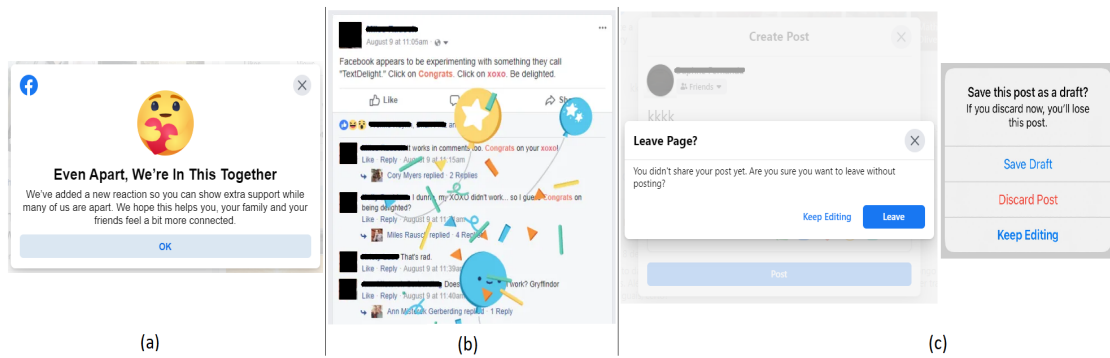 Even Apart, We're In This Together
We've added a new reaction so you can show extra support while
many of us are apart. We hope this helps you, your family and your
friends feel a bit more connected.
OK
(a)
August 9 at 11:05am
Facebook appears to be experimenting with something they call
"TextDelight." Click on Congrats. Click on xoxo. Be delighted.
Like
Sh
it works in comments too. Congrats on your xoxo!
Like · Reply · August 9 at 11:15am
Cory Myers replied · 2 Replies
I dunno, my XOXO didn't work... so I guess Congrats on
being delighted?
Like · Reply · August 9 at
Miles Rausch replied · 4 Replies
That's rad.
Like · Reply · August 9 at 11:39am
Does work? Gryffindor
Like · Reply · August 9 at 11:40am
Ann Gerberding replied · 1 Reply
(b)
Create Post
Friends
kkkk
Leave Page?
You didn't share your post yet. Are you sure you want to leave without
posting?
Keep Editing
Leave
Post
Save this post as a draft?
If you discard now, you'll lose
this post.
Save Draft
Discard Post
Keep Editing
(c)